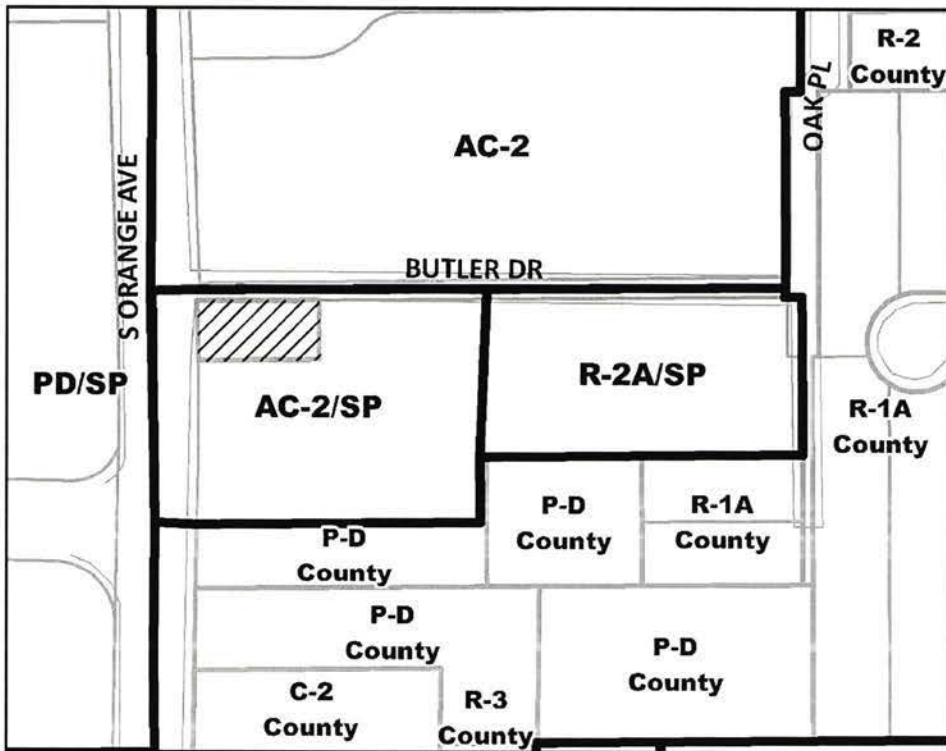 R-2
County
OAK PL
AC-2
S ORANGE AVE
BUTLER DR
PD/SP
AC-2/SP
R-2A/SP
R-1A
County
P-D
County
R-1A
County
P-D
County
P-D
County
P-D
County
C-2
County
R-3
County